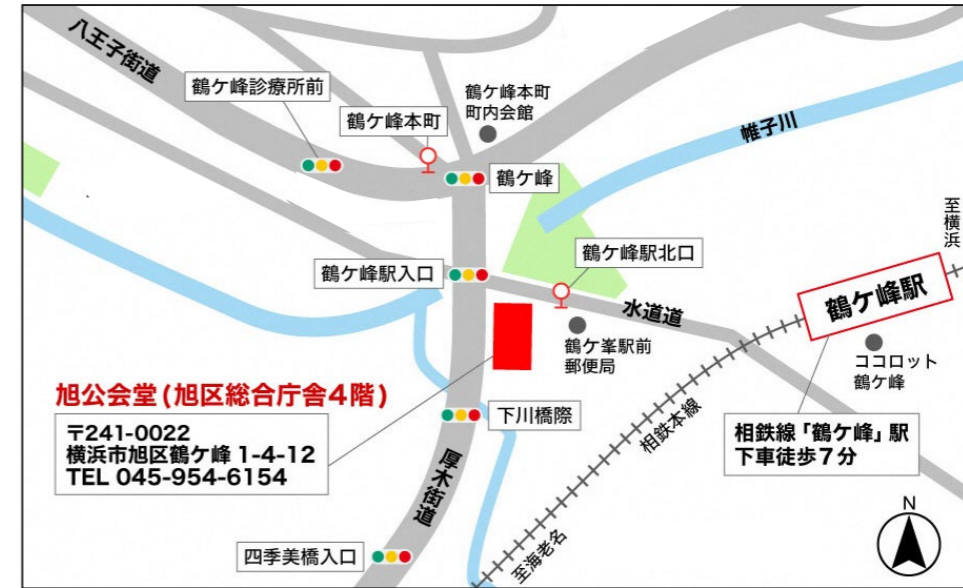 八王子街道
鶴ケ峰診療所前
鶴ケ峰本町
鶴ケ峰本町
町内会館
帷子川
鶴ケ峰
至横浜
鶴ケ峰駅北口
鶴ケ峰駅入口
鶴ケ峰駅
水道道
鶴ケ峯駅前
郵便局
ココロット
鶴ケ峰
旭公会堂(旭区総合庁舎4階)
〒241-0022
横浜市旭区鶴ケ峰 1-4-12
TEL 045-954-6154
下川橋際
相鉄本線
相鉄線「鶴ケ峰」駅
下車徒歩7分
厚木街道
四季美橋入口
至海老名
N